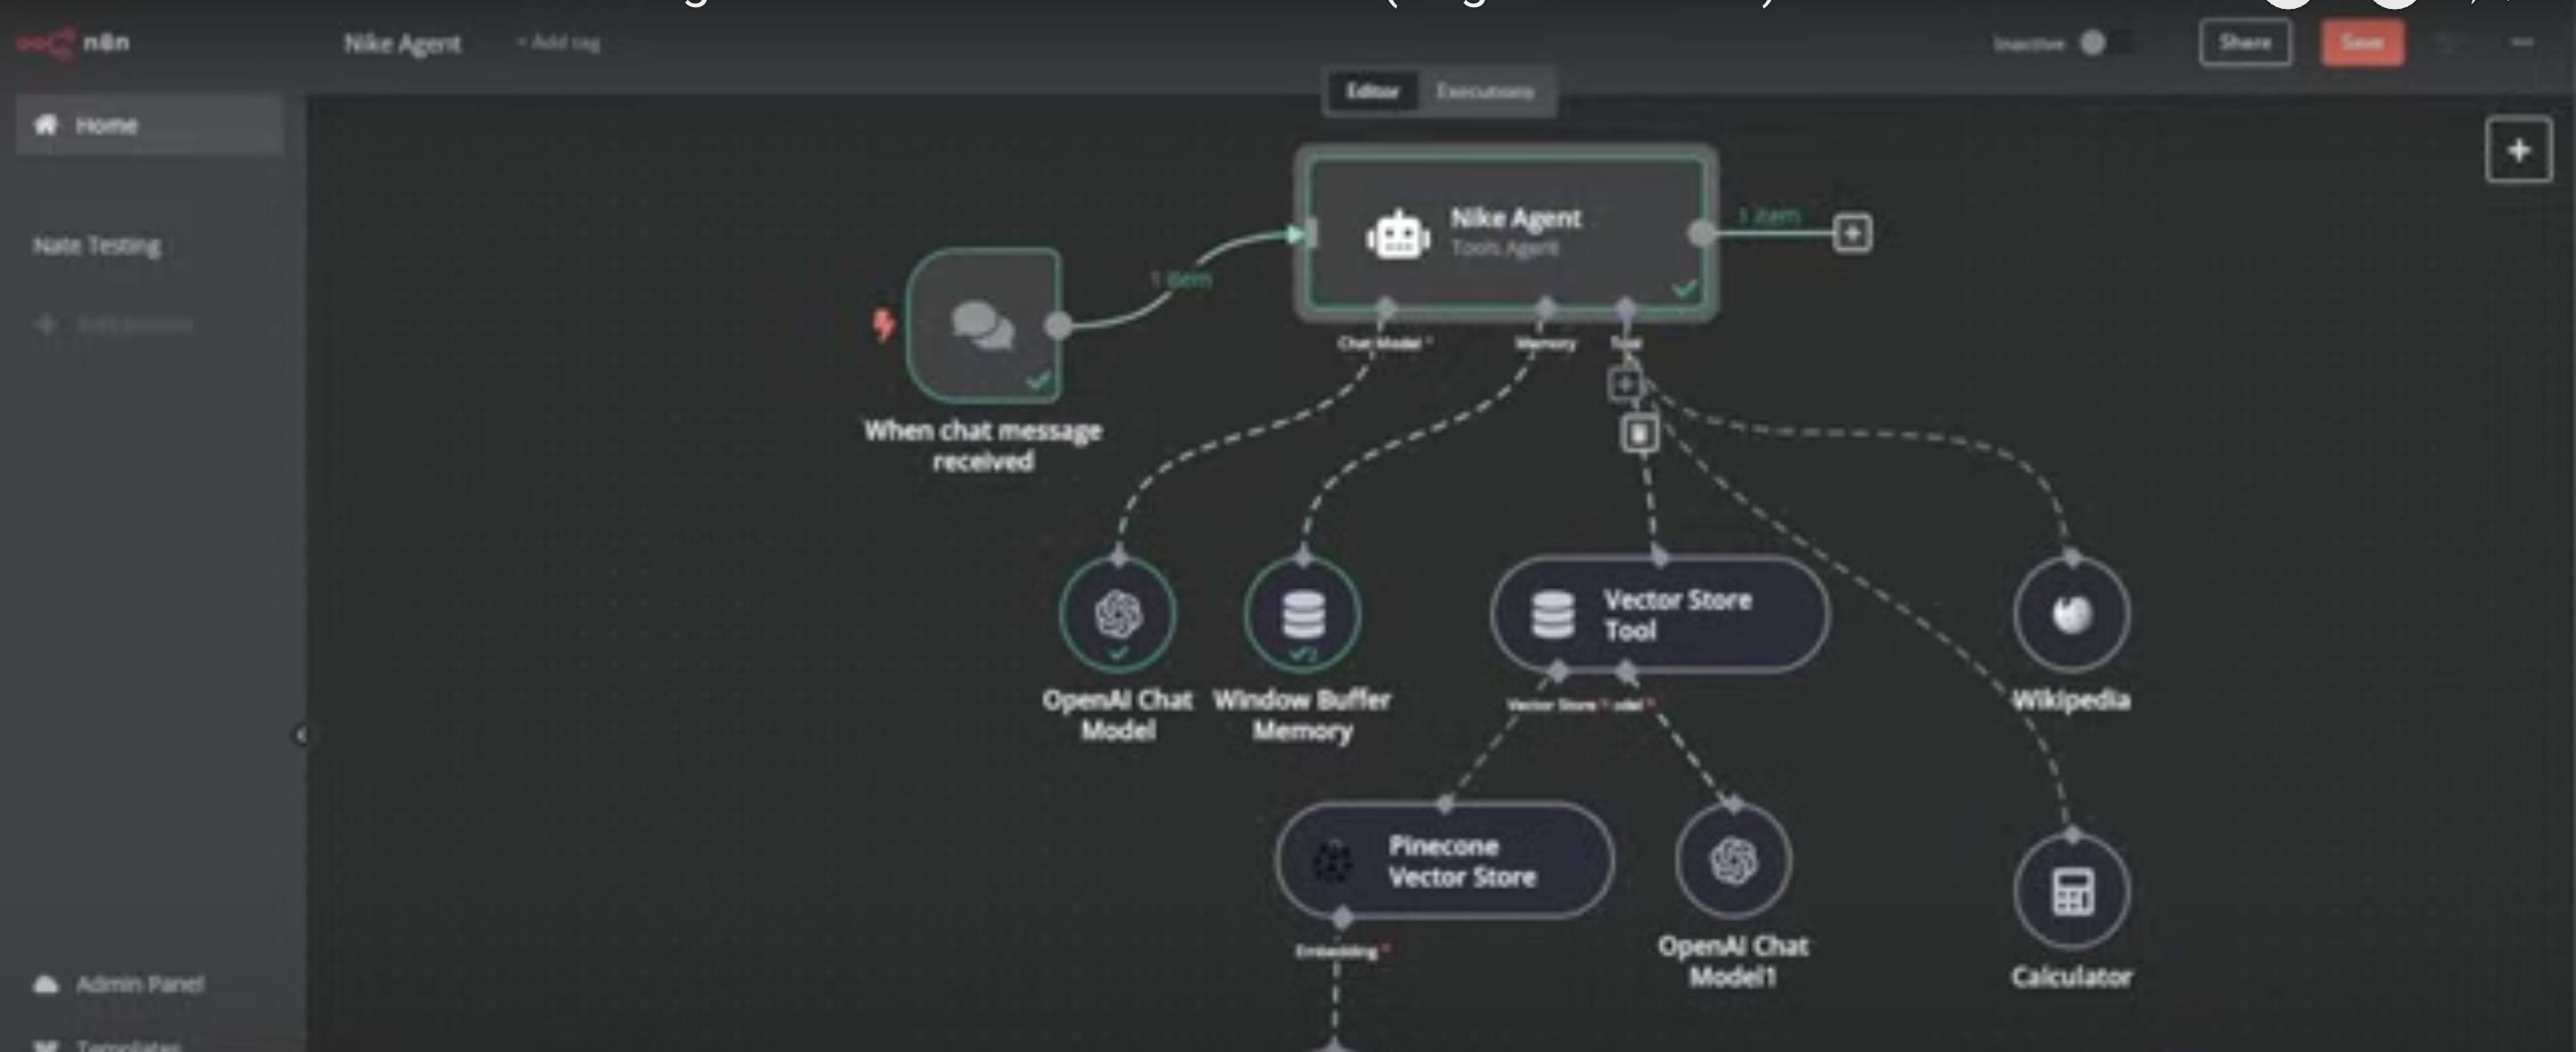 n8n
Nike Agent
+ Add tag
Inactive
Share
Save
Editor
Executions
Home
Nate Testing
Admin Panel
Templates
When chat message
received
1 item
Nike Agent
Tools Agent
1 item
Chat Model *
Memory
Tool
OpenAI Chat
Model
Window Buffer
Memory
Vector Store
Tool
Wikipedia
Vector Store *
odel *
Pinecone
Vector Store
OpenAI Chat
Model1
Calculator
Embedding *